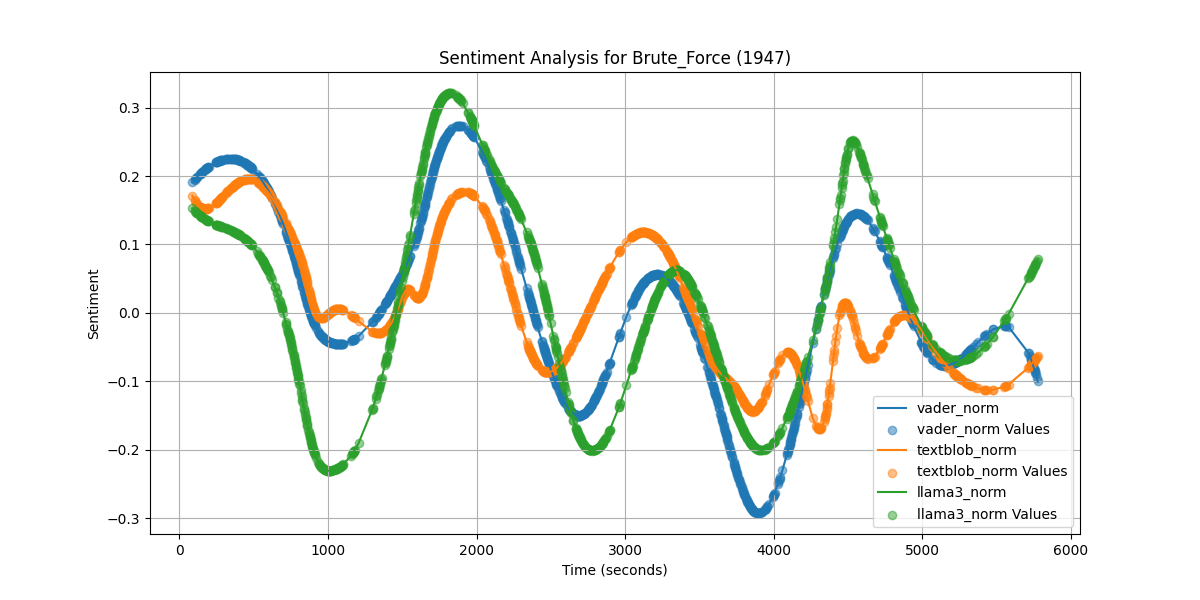 Sentiment Analysis for Brute_Force (1947)
Sentiment
0.3
0.2
0.1
0.0
−0.1
−0.2
−0.3
0
1000
2000
3000
4000
5000
6000
Time (seconds)
vader_norm
vader_norm Values
textblob_norm
textblob_norm Values
llama3_norm
llama3_norm Values